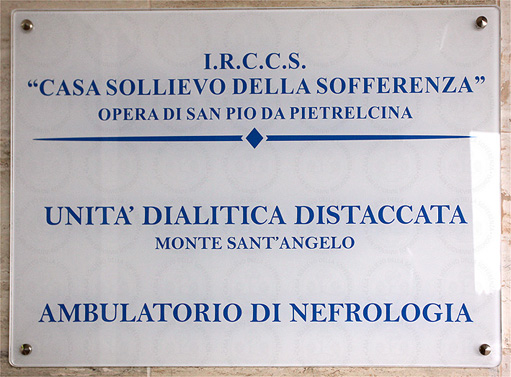 I.R.C.C.S.
“CASA SOLLIEVO DELLA SOFFERENZA”
OPERA DI SAN PIO DA PIETRELCINA
UNITA’ DIALITICA DISTACCATA
MONTE SANT’ANGELO
AMBULATORIO DI NEFROLOGIA